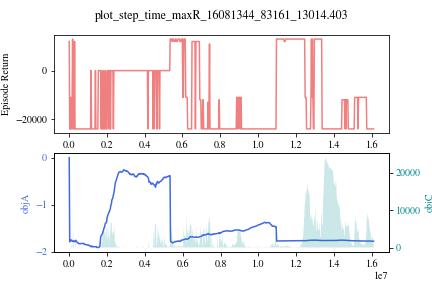 plot_step_time_maxR_16081344_83161_13014.403
Episode Return
0
−20000
0.0 0.2 0.4 0.6 0.8 1.0 1.2 1.4 1.6
objA
0
−1
−2
20000
10000
0
objC
0.0 0.2 0.4 0.6 0.8 1.0 1.2 1.4 1.6
1e7